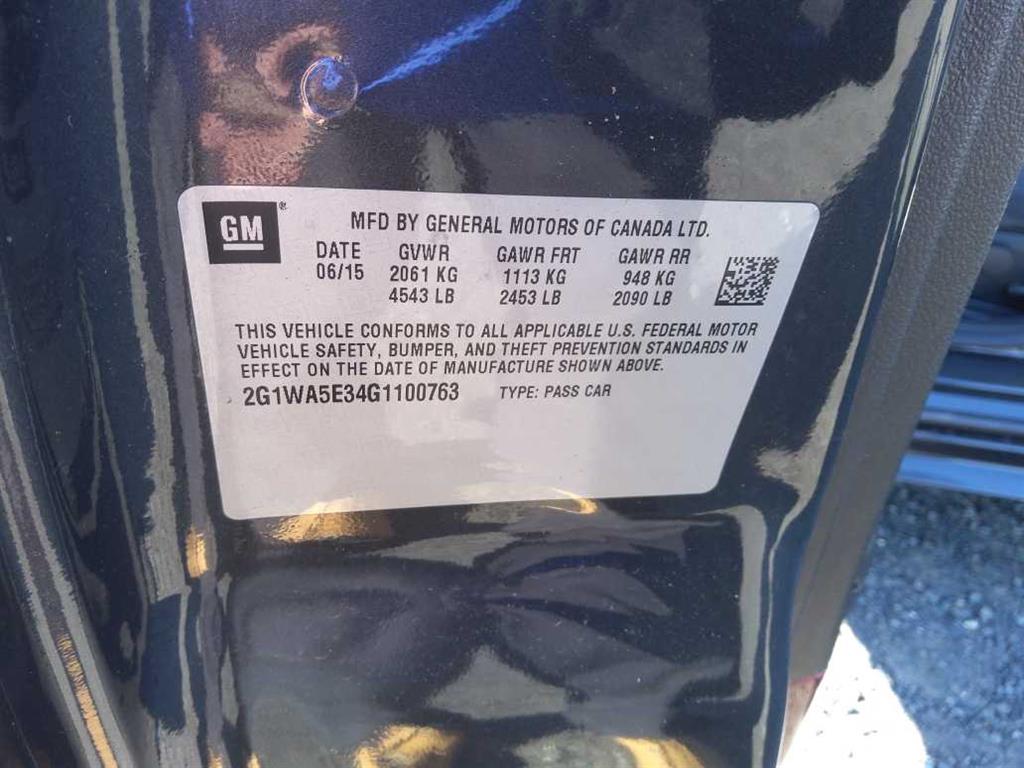 GM®
MFD BY GENERAL MOTORS OF CANADA LTD.
DATE GVWR GAWR FRT GAWR RR
06/15 2061 KG 1113 KG 948 KG
4543 LB 2453 LB 2090 LB
THIS VEHICLE CONFORMS TO ALL APPLICABLE U.S. FEDERAL MOTOR
VEHICLE SAFETY, BUMPER, AND THEFT PREVENTION STANDARDS IN
EFFECT ON THE DATE OF MANUFACTURE SHOWN ABOVE.
2G1WA5E34G1100763 TYPE: PASS CAR